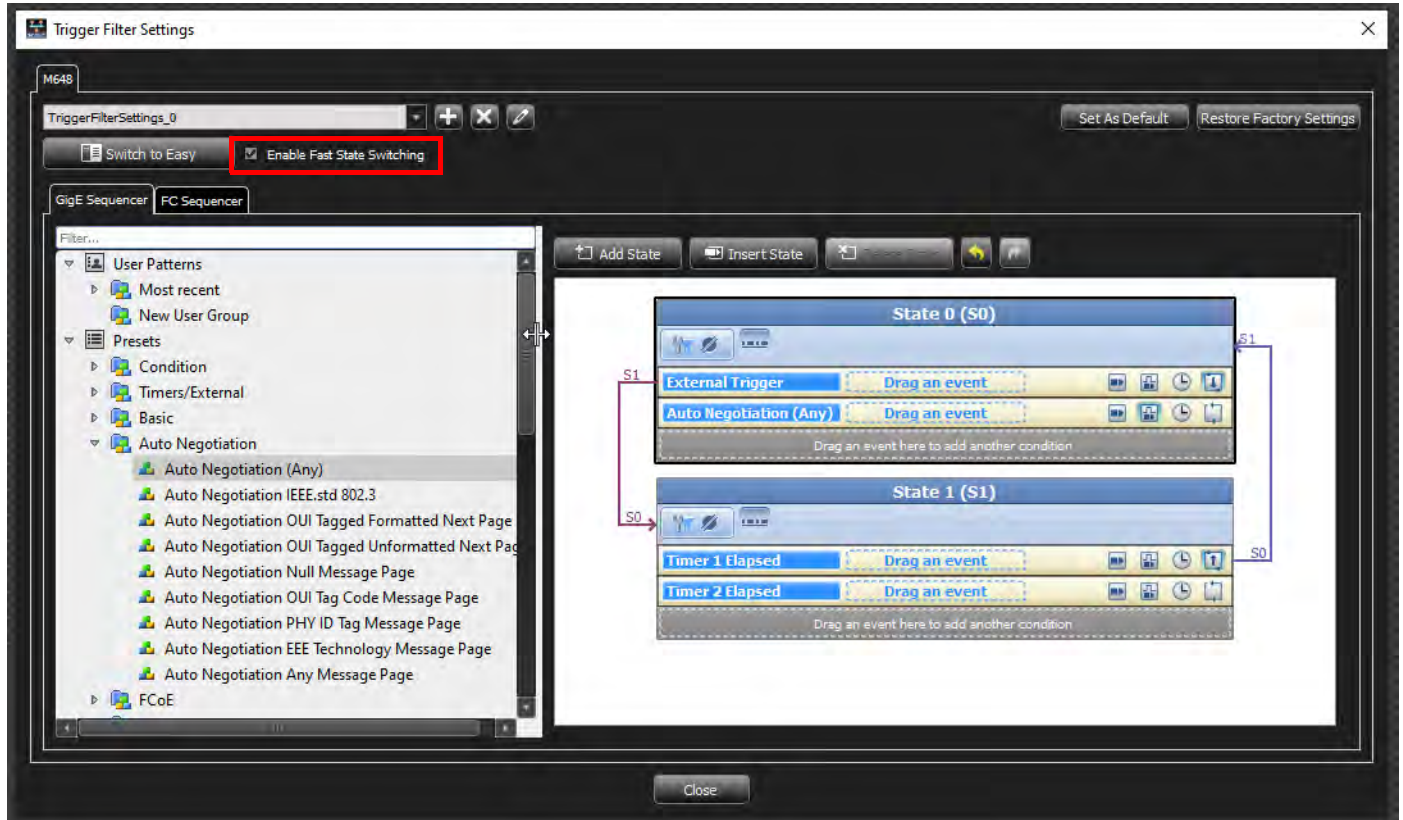 Trigger Filter Settings
M648
TriggerFilterSettings_0
Set As Default
Restore Factory Settings
Switch to Easy
Enable Fast State Switching
GigE Sequencer
FC Sequencer
Filter...
User Patterns
Most recent
New User Group
Presets
Condition
Timers/External
Basic
Auto Negotiation
Auto Negotiation (Any)
Auto Negotiation IEEE.std 802.3
Auto Negotiation OUI Tagged Formatted Next Page
Auto Negotiation OUI Tagged Unformatted Next Pag
Auto Negotiation Null Message Page
Auto Negotiation OUI Tag Code Message Page
Auto Negotiation PHY ID Tag Message Page
Auto Negotiation EEE Technology Message Page
Auto Negotiation Any Message Page
FCoE
Add State
Insert State
State 0 (S0)
S1
S1
External Trigger
Drag an event
Auto Negotiation (Any)
Drag an event
Drag an event here to add another condition
State 1 (S1)
S0
Timer 1 Elapsed
Drag an event
S0
Timer 2 Elapsed
Drag an event
Drag an event here to add another condition
Close